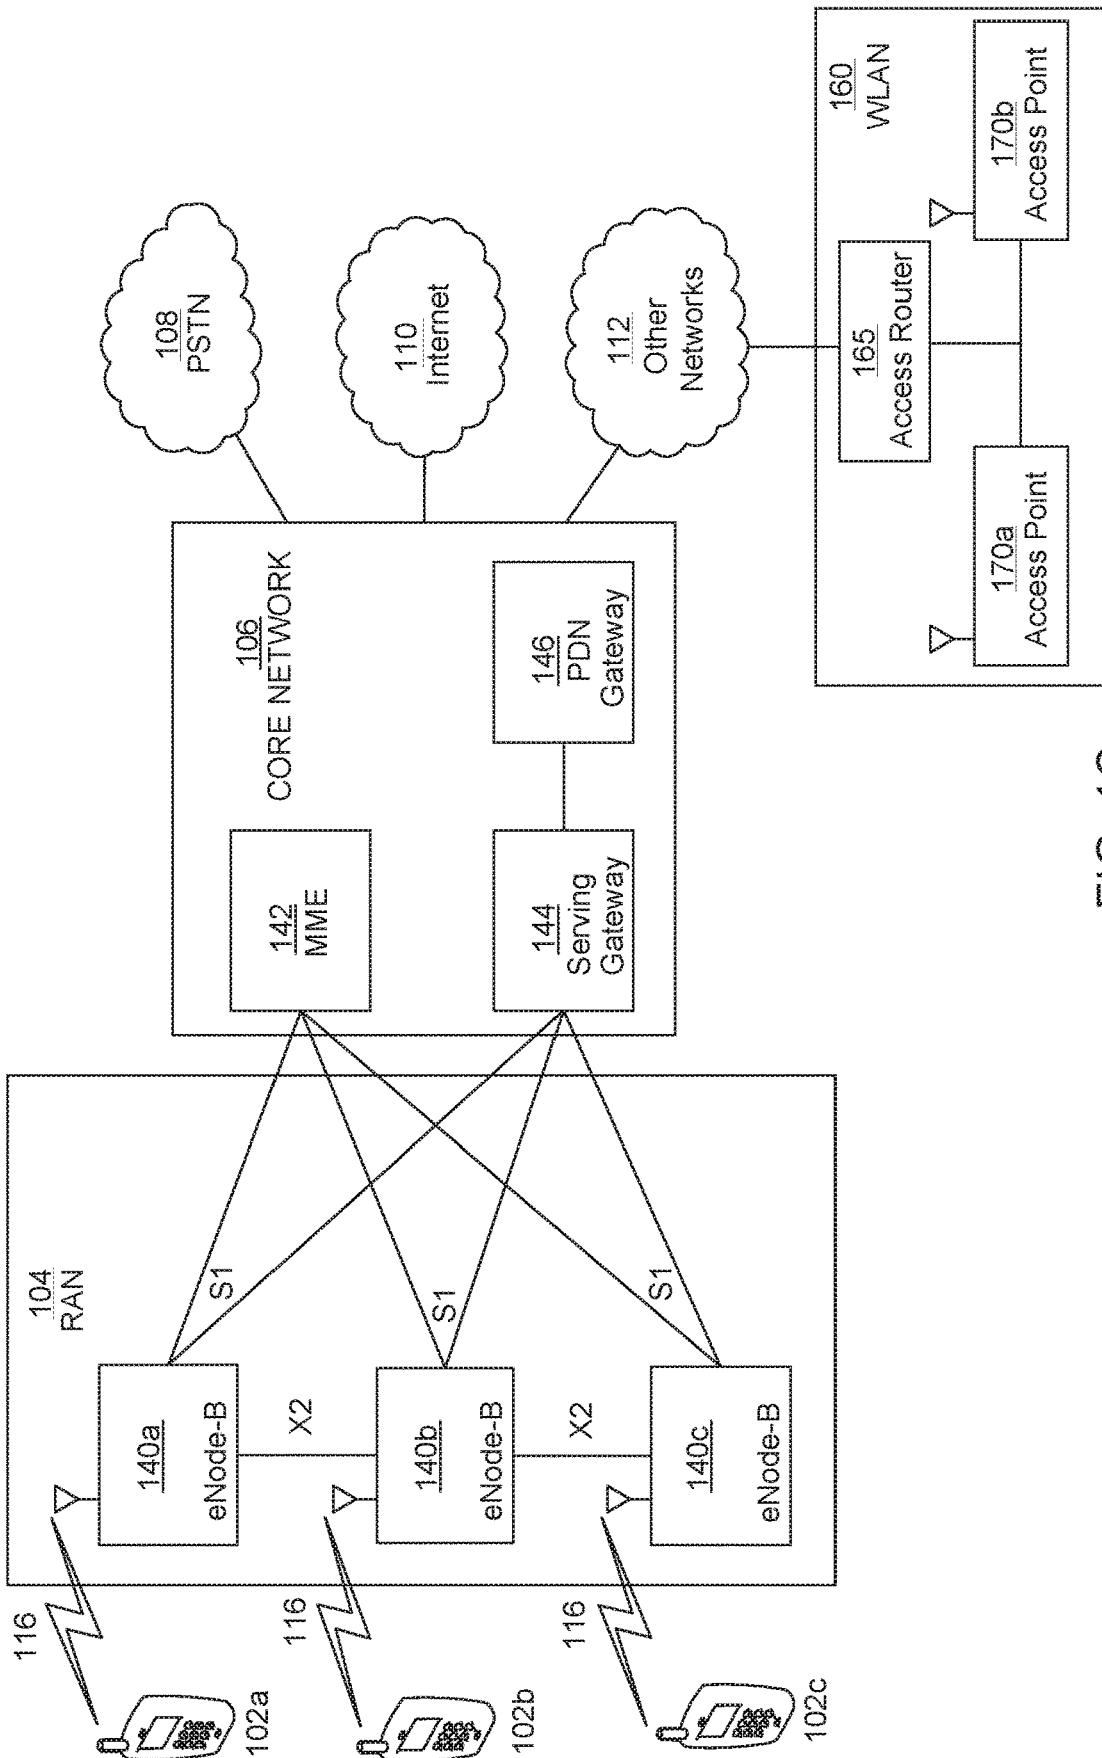 102a
116
102b
116
102c
116
104
RAN
140a
eNode-B
X2
140b
eNode-B
X2
140c
eNode-B
S1
S1
S1
106
CORE NETWORK
142
MME
144
Serving
Gateway
146
PDN
Gateway
108
PSTN
110
Internet
112
Other
Networks
160
WLAN
165
Access Router
170a
Access Point
170b
Access Point